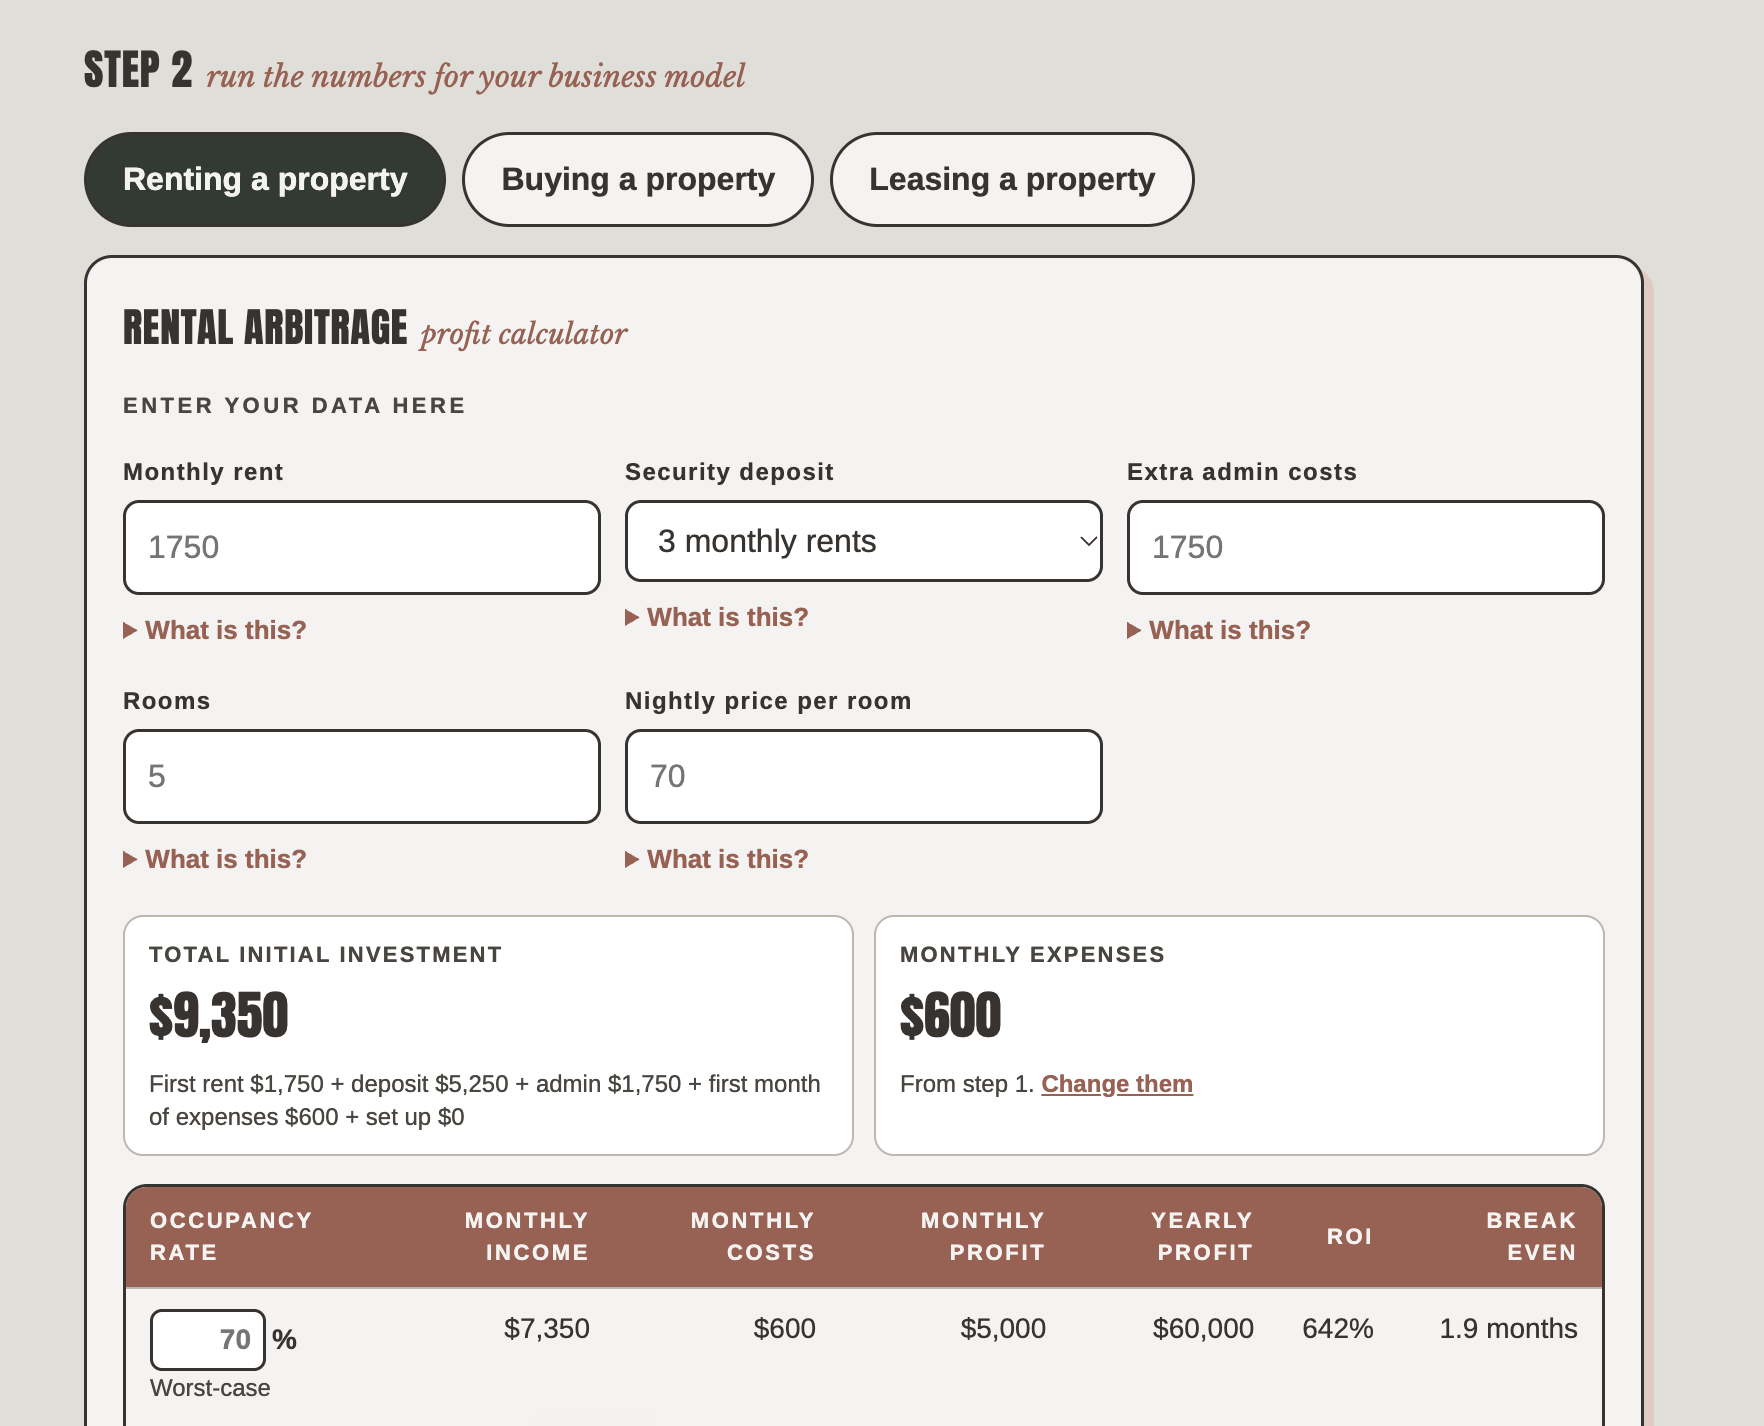 STEP 2 run the numbers for your business model
Renting a property
Buying a property
Leasing a property
RENTAL ARBITRAGE profit calculator
ENTER YOUR DATA HERE
Monthly rent
1750
▶ What is this?
Security deposit
3 monthly rents
▶ What is this?
Extra admin costs
1750
▶ What is this?
Rooms
5
▶ What is this?
Nightly price per room
70
▶ What is this?
TOTAL INITIAL INVESTMENT
$9,350
First rent $1,750 + deposit $5,250 + admin $1,750 + first month
of expenses $600 + set up $0
MONTHLY EXPENSES
$600
From step 1. Change them
OCCUPANCY
RATE
MONTHLY
INCOME
MONTHLY
COSTS
MONTHLY
PROFIT
YEARLY
PROFIT
ROI
BREAK
EVEN
70 %
Worst-case
$7,350
$600
$5,000
$60,000
642%
1.9 months